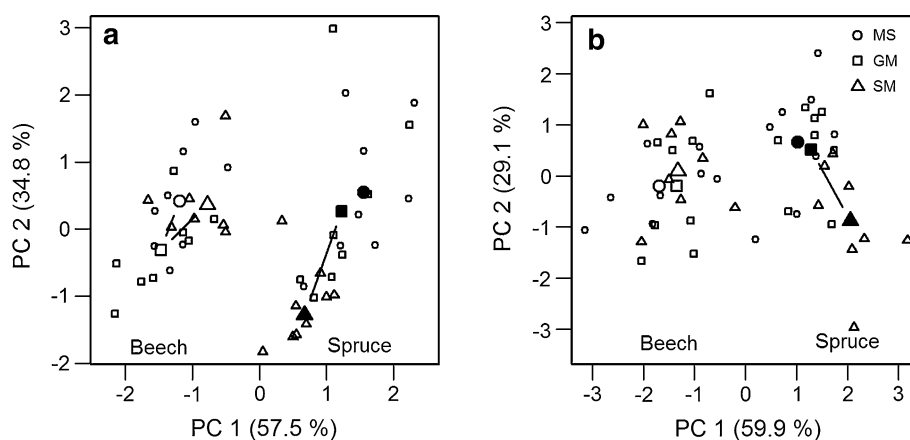 a
3
2
1
0
-1
-2
PC 2 (34.8 %)
Beech
Spruce
-2
-1
0
1
2
PC 1 (57.5 %)
b
MS
GM
SM
3
2
1
0
-1
-2
-3
PC 2 (29.1 %)
Beech
Spruce
-3
-2
-1
0
1
2
3
PC 1 (59.9 %)